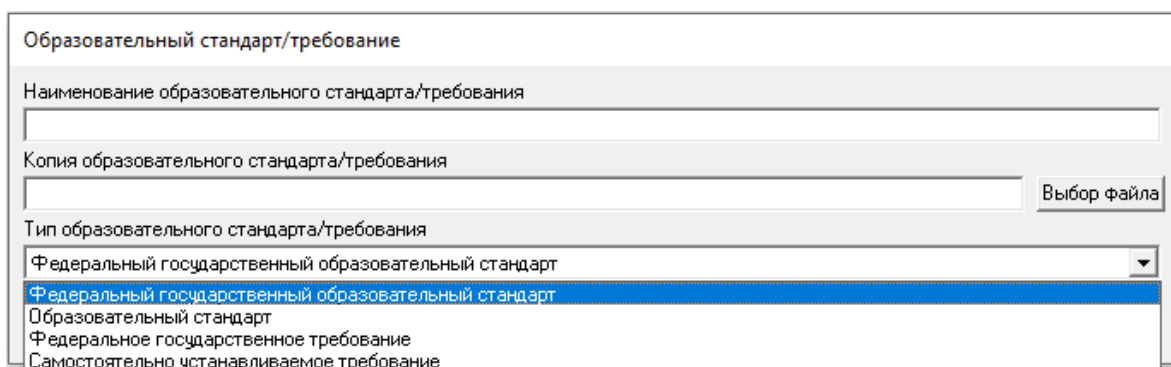 Образовательный стандарт/требование
Наименование образовательного стандарта/требования
Копия образовательного стандарта/требования
Выбор файла
Тип образовательного стандарта/требования
Федеральный государственный образовательный стандарт
Федеральный государственный образовательный стандарт
Образовательный стандарт
Федеральное государственное требование
Самостоятельно устанавливаемое требование